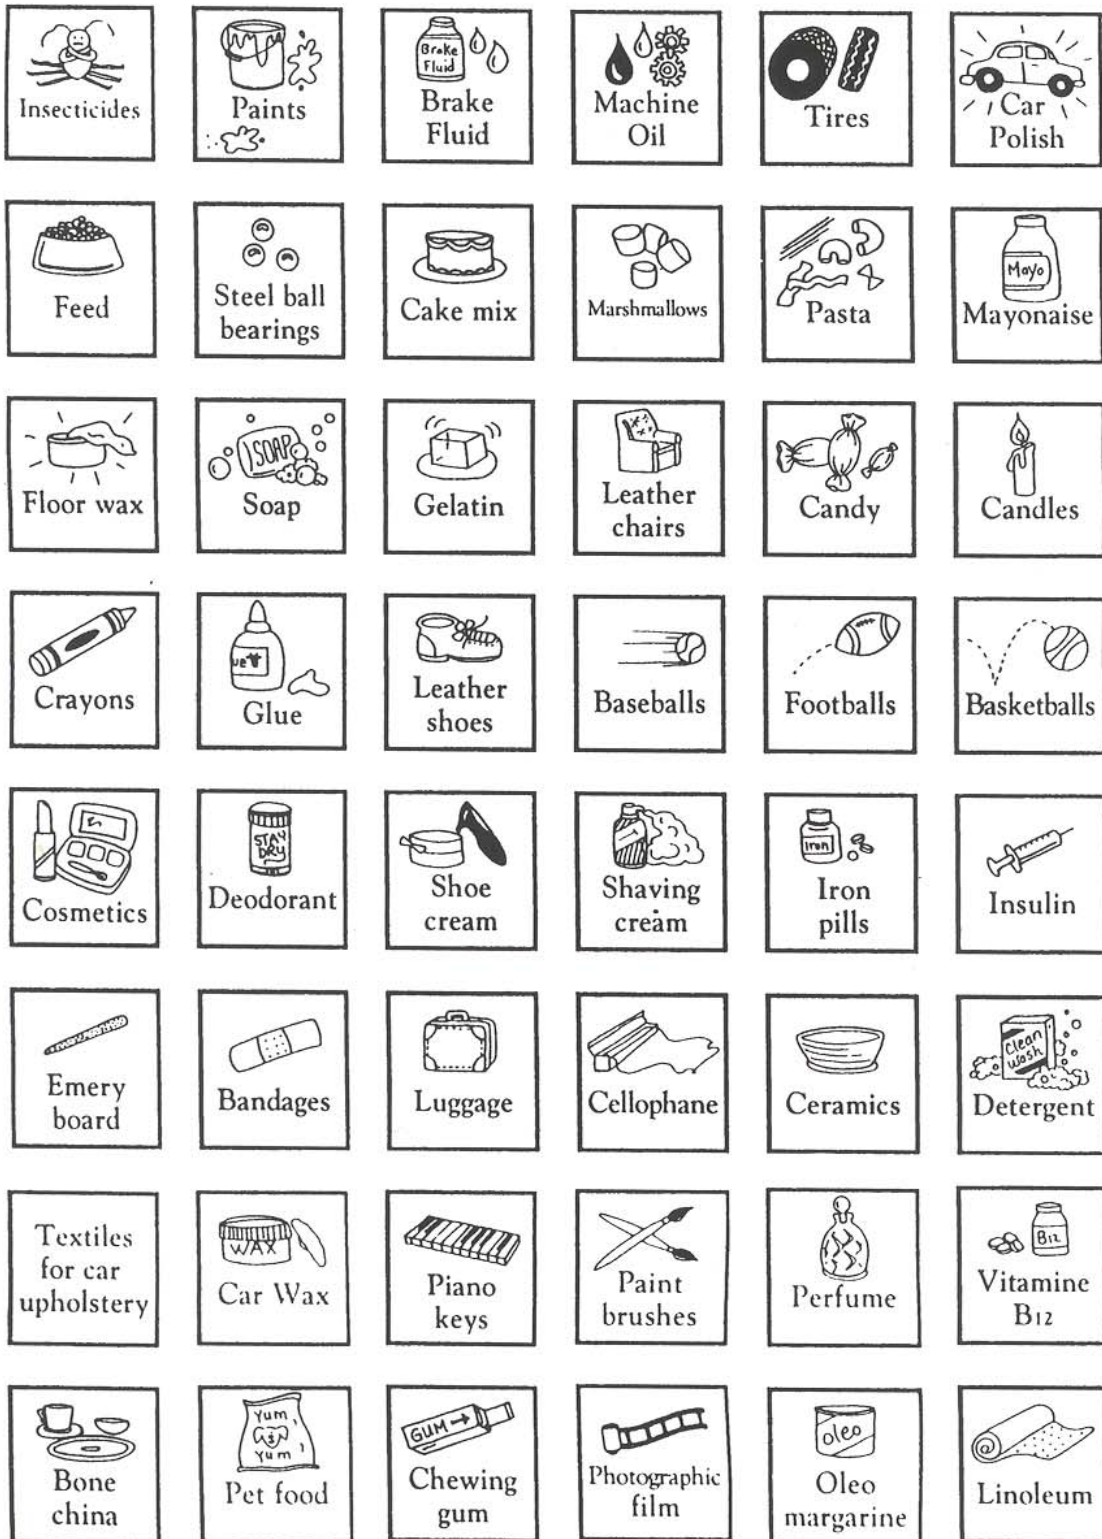 Insecticides
Paints
Brake
Fluid
Brake
Fluid
Machine
Oil
Tires
Car
Polish
Feed
Steel ball
bearings
Cake mix
Marshmallows
Pasta
Mayo
Mayonaise
Floor wax
SOAP
Soap
Gelatin
Leather
chairs
Candy
Candles
Crayons
ue
Glue
Leather
shoes
Baseballs
Footballs
Basketballs
Cosmetics
STAY
DRY
Deodorant
Shoe
cream
Shaving
cream
Iron
Iron
pills
Insulin
Emery
board
Bandages
Luggage
Cellophane
Ceramics
Clean
Wash
Detergent
Textiles
for car
upholstery
WAX
Car Wax
Piano
keys
Paint
brushes
Perfume
B12
Vitamine
B12
Bone
china
Yum,
Yum
Pet food
GUM →
Chewing
gum
Photographic
film
oleo
Oleo
margarine
Linoleum